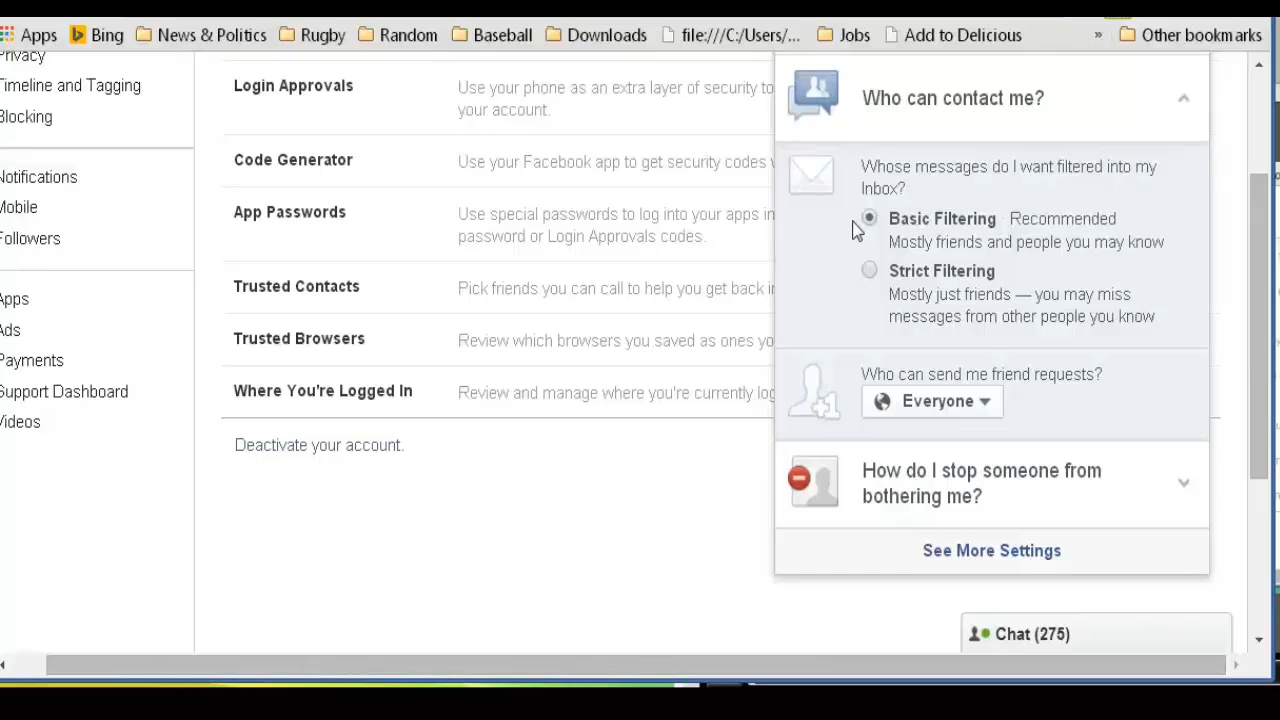 Apps Bing News & Politics Rugby Random Baseball Downloads file:///C:/Users/... Jobs Add to Delicious » Other bookmarks
Privacy
Timeline and Tagging
Blocking
Notifications
Mobile
Followers
Apps
Ads
Payments
Support Dashboard
Videos
Login Approvals
Use your phone as an extra layer of security to
your account.
Code Generator
Use your Facebook app to get security codes
App Passwords
Use special passwords to log into your apps in
password or Login Approvals codes.
Trusted Contacts
Pick friends you can call to help you get back in
Trusted Browsers
Review which browsers you saved as ones yo
Where You're Logged In
Review and manage where you're currently log
Deactivate your account.
Who can contact me?
Whose messages do I want filtered into my
Inbox?
Basic Filtering Recommended
Mostly friends and people you may know
Strict Filtering
Mostly just friends — you may miss
messages from other people you know
Who can send me friend requests?
Everyone
How do I stop someone from
bothering me?
See More Settings
Chat (275)